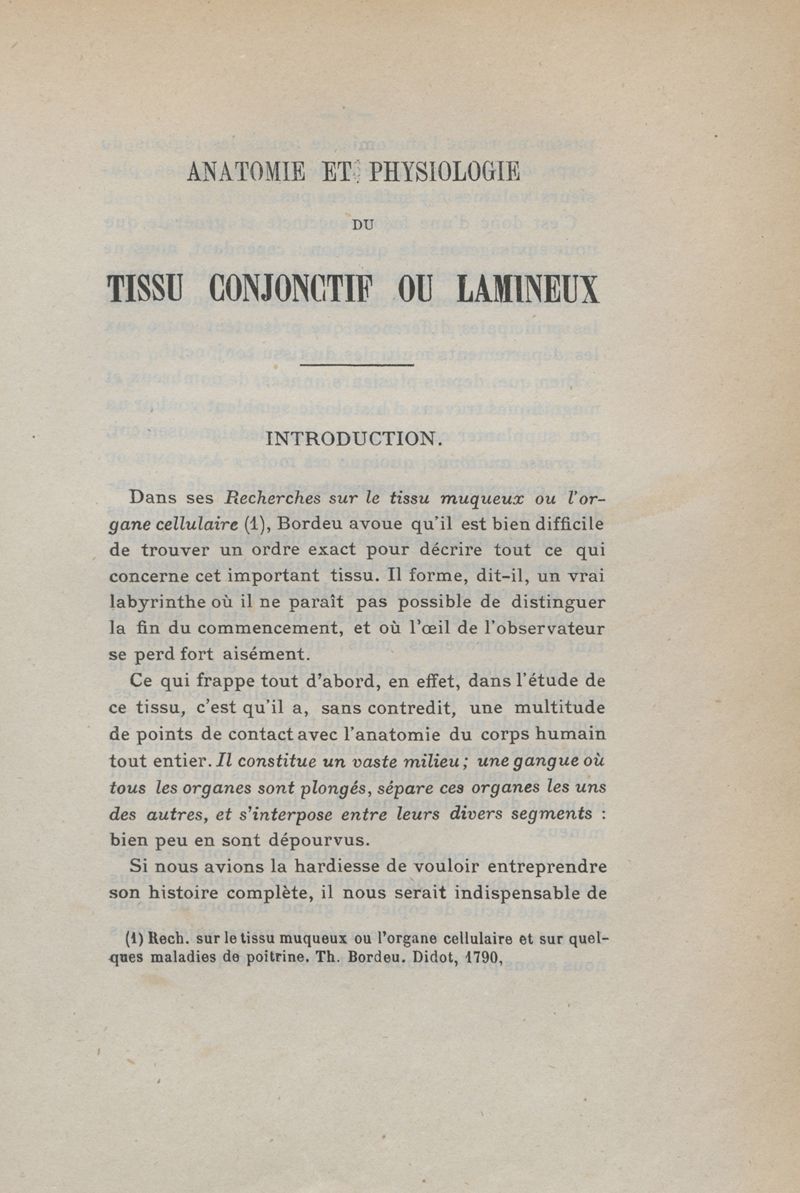 ANATOMIE ET PHYSIOLOGIE
DU
TISSU CONJONCTIF OU LAMINEUX
INTRODUCTION.
Dans ses Recherches sur le tissu muqueux ou l'or-
gane cellulaire (1), Bordeu avoue qu'il est bien difficile
de trouver un ordre exact pour décrire tout ce qui
concerne cet important tissu. Il forme, dit-il, un vrai
labyrinthe où il ne paraît pas possible de distinguer
la fin du commencement, et où l'œil de l'observateur
se perd fort aisément.
Ce qui frappe tout d'abord, en effet, dans l'étude de
ce tissu, c'est qu'il a, sans contredit, une multitude
de points de contact avec l'anatomie du corps humain
tout entier. Il constitue un vaste milieu; une gangue où
tous les organes sont plongés, sépare ces organes les uns
des autres, et s'interpose entre leurs divers segments :
bien peu en sont dépourvus.
Si nous avions la hardiesse de vouloir entreprendre
son histoire complète, il nous serait indispensable de
(1) Rech. sur le tissu muqueux ou l'organe cellulaire et sur quel-
ques maladies de poitrine. Th. Bordeu. Didot, 1790,